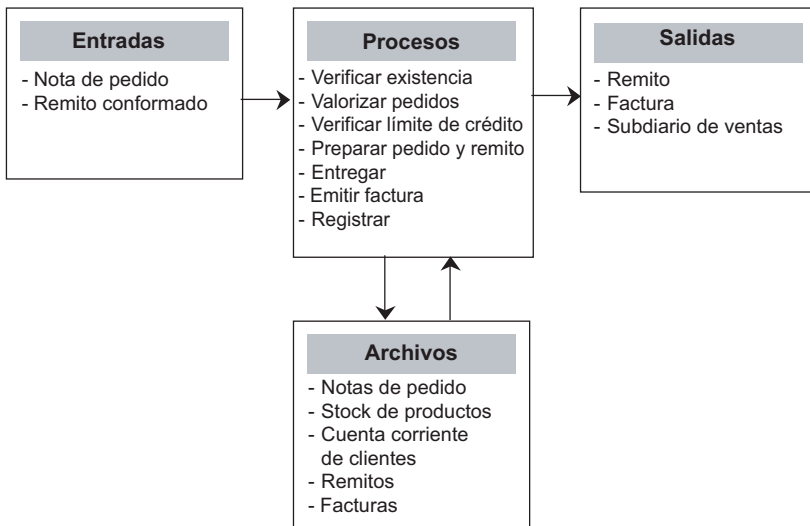 Entradas
- Nota de pedido
- Remito conformado
Procesos
- Verificar existencia
- Valorizar pedidos
- Verificar límite de crédito
- Preparar pedido y remito
- Entregar
- Emitir factura
- Registrar
Salidas
- Remito
- Factura
- Subdiario de ventas
Archivos
- Notas de pedido
- Stock de productos
- Cuenta corriente
de clientes
- Remitos
- Facturas